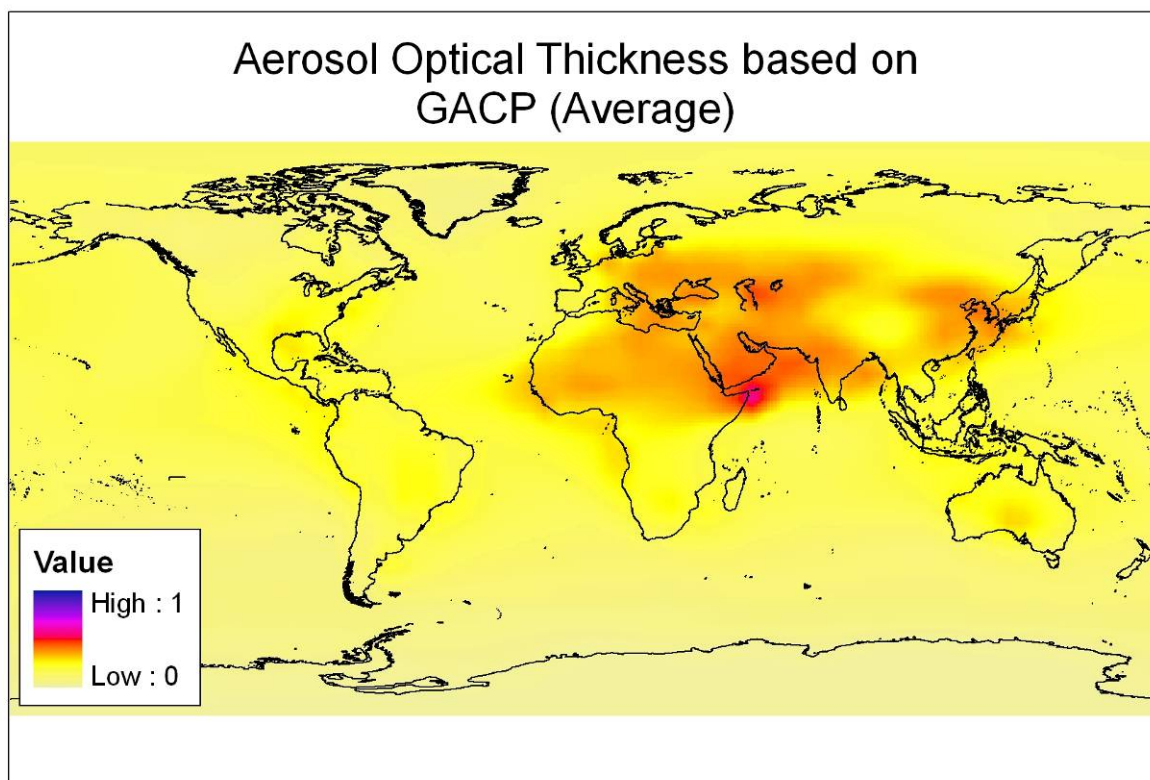 Aerosol Optical Thickness based on
GACP (Average)
Value
High : 1
Low : 0